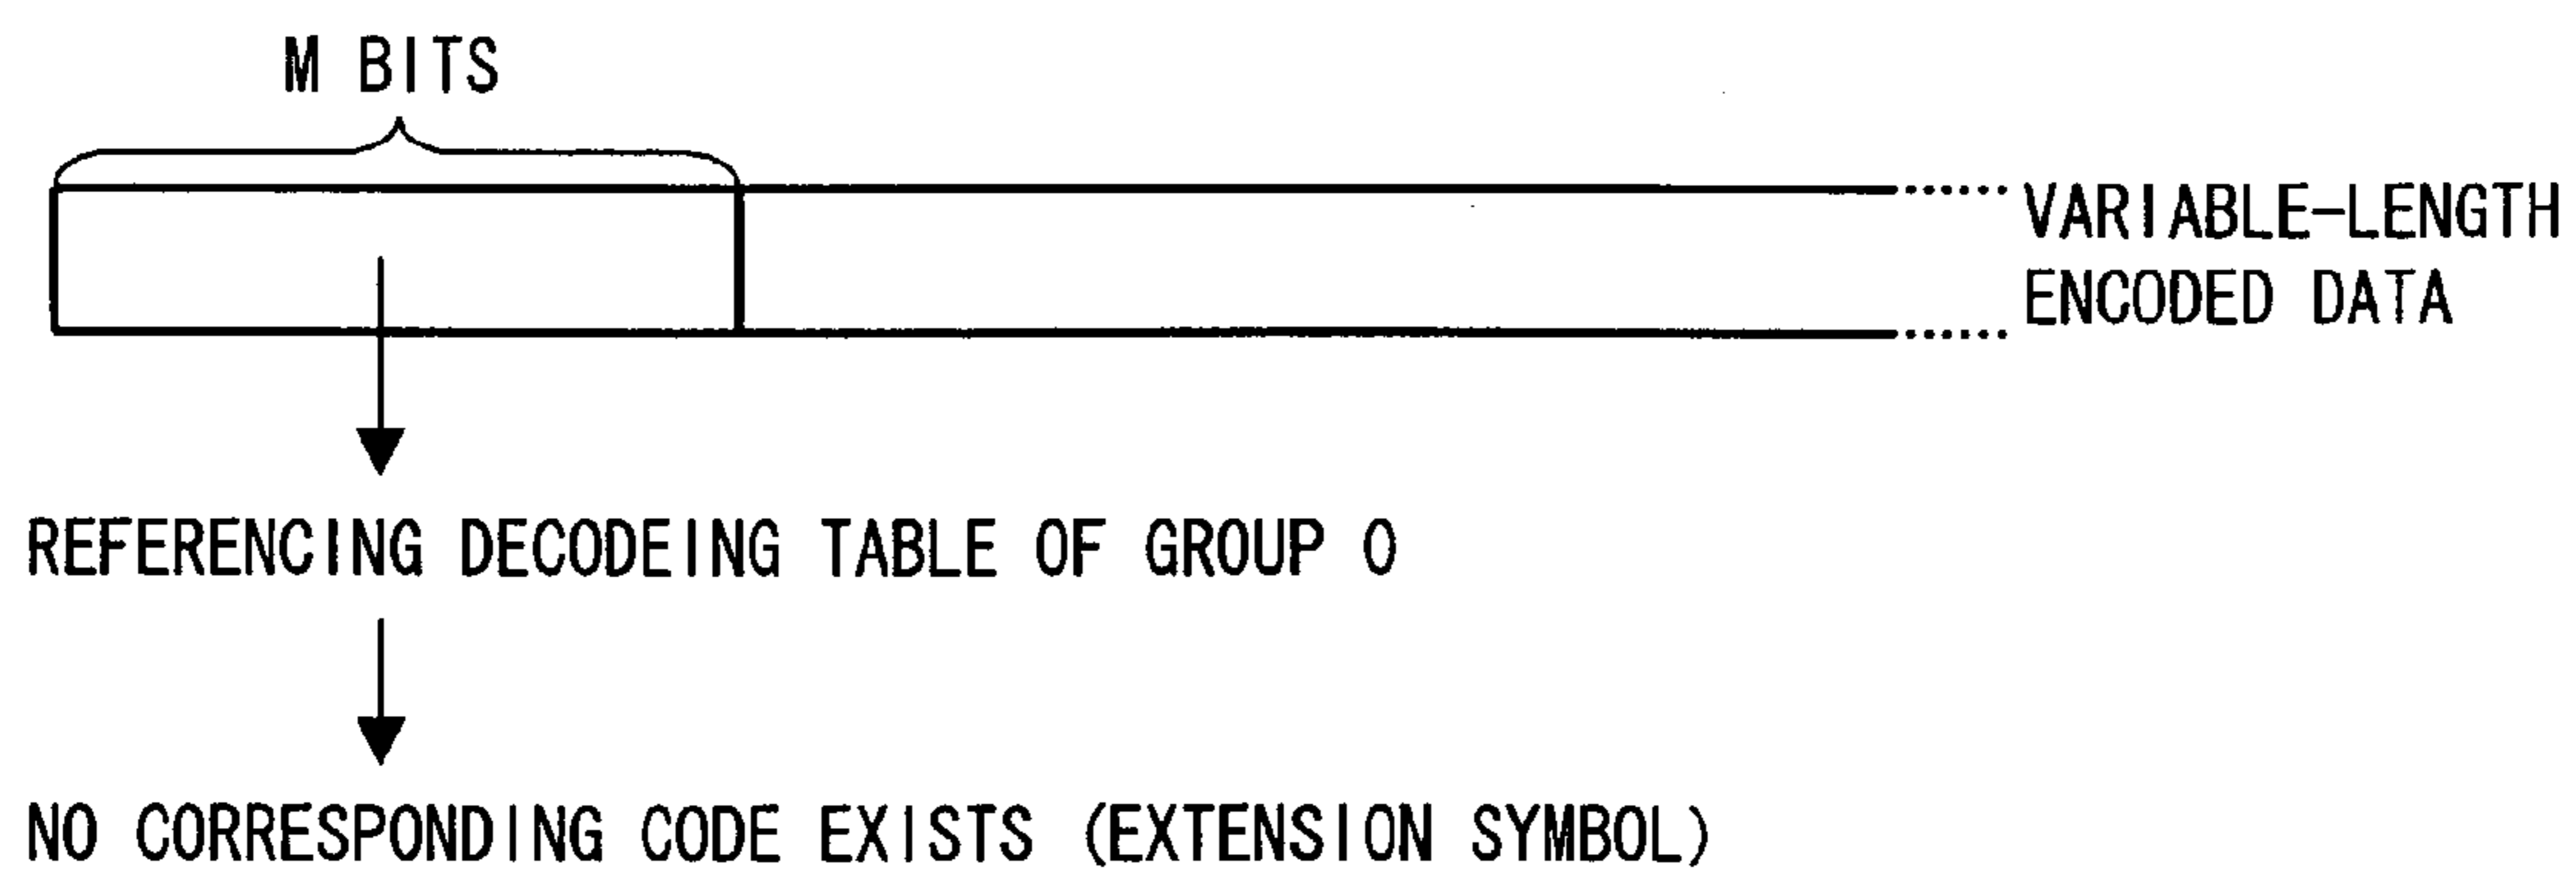 M BITS
VARIABLE-LENGTH
ENCODED DATA
REFERENCING DECODEING TABLE OF GROUP 0
NO CORRESPONDING CODE EXISTS (EXTENSION SYMBOL)